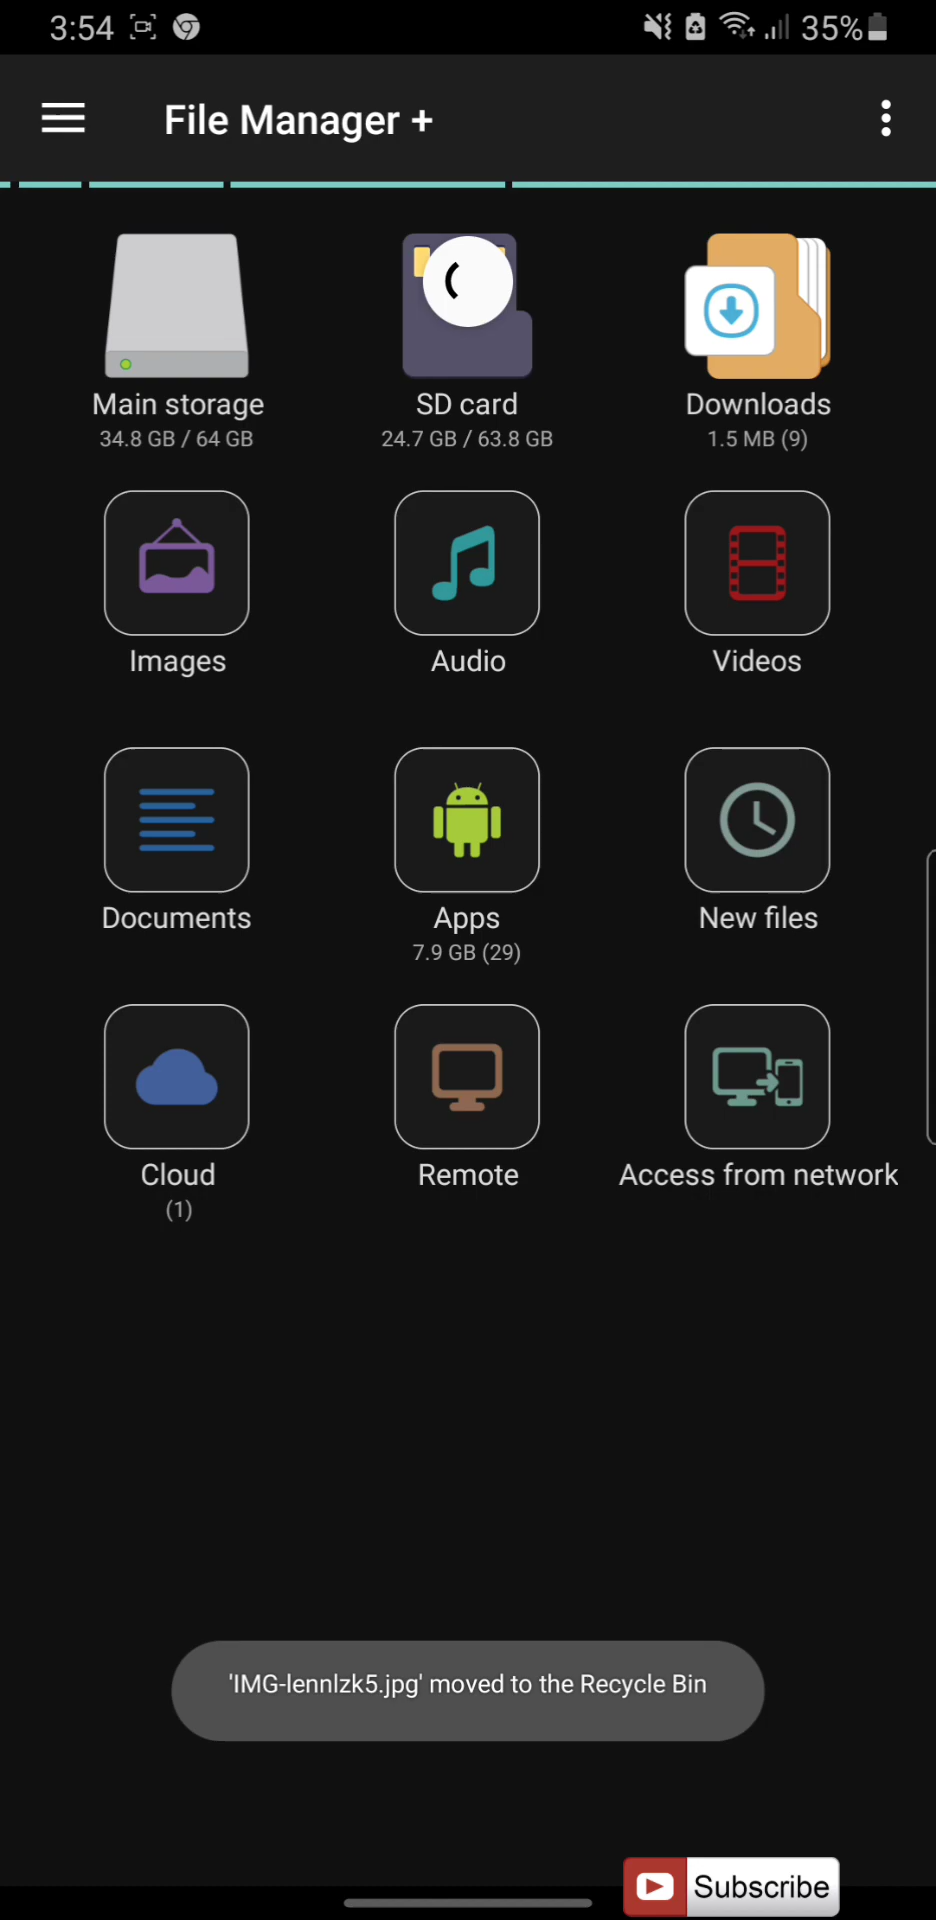 3:54
35%
File Manager +
Main storage
34.8 GB / 64 GB
SD card
24.7 GB / 63.8 GB
Downloads
1.5 MB (9)
Images
Audio
Videos
Documents
Apps
7.9 GB (29)
New files
Cloud
(1)
Remote
Access from network
'IMG-lennlzk5.jpg' moved to the Recycle Bin
Subscribe